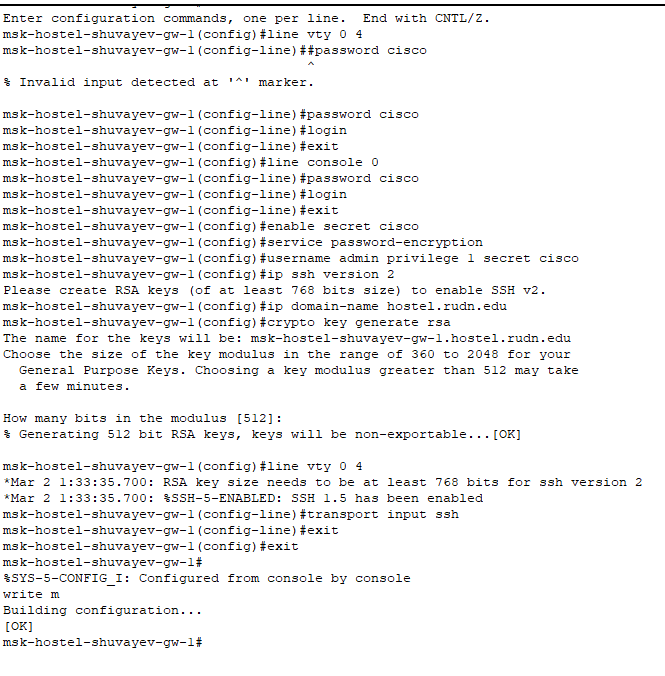 Enter configuration commands, one per line.  End with CNTL/Z.
msk-hostel-shuvayev-gw-1(config)#line vty 0 4
msk-hostel-shuvayev-gw-1(config-line)##password cisco
^
% Invalid input detected at '^' marker.
msk-hostel-shuvayev-gw-1(config-line)#password cisco
msk-hostel-shuvayev-gw-1(config-line)#login
msk-hostel-shuvayev-gw-1(config-line)#exit
msk-hostel-shuvayev-gw-1(config)#line console 0
msk-hostel-shuvayev-gw-1(config-line)#password cisco
msk-hostel-shuvayev-gw-1(config-line)#login
msk-hostel-shuvayev-gw-1(config-line)#exit
msk-hostel-shuvayev-gw-1(config)#enable secret cisco
msk-hostel-shuvayev-gw-1(config)#service password-encryption
msk-hostel-shuvayev-gw-1(config)#username admin privilege 1 secret cisco
msk-hostel-shuvayev-gw-1(config)#ip ssh version 2
Please create RSA keys (of at least 768 bits size) to enable SSH v2.
msk-hostel-shuvayev-gw-1(config)#ip domain-name hostel.rudn.edu
msk-hostel-shuvayev-gw-1(config)#crypto key generate rsa
The name for the keys will be: msk-hostel-shuvayev-gw-1.hostel.rudn.edu
Choose the size of the key modulus in the range of 360 to 2048 for your
General Purpose Keys. Choosing a key modulus greater than 512 may take
a few minutes.
How many bits in the modulus [512]:
% Generating 512 bit RSA keys, keys will be non-exportable...[OK]
msk-hostel-shuvayev-gw-1(config)#line vty 0 4
*Mar 2 1:33:35.700: RSA key size needs to be at least 768 bits for ssh version 2
*Mar 2 1:33:35.700: %SSH-5-ENABLED: SSH 1.5 has been enabled
msk-hostel-shuvayev-gw-1(config-line)#transport input ssh
msk-hostel-shuvayev-gw-1(config-line)#exit
msk-hostel-shuvayev-gw-1(config)#exit
msk-hostel-shuvayev-gw-1#
%SYS-5-CONFIG_I: Configured from console by console
write m
Building configuration...
[OK]
msk-hostel-shuvayev-gw-1#